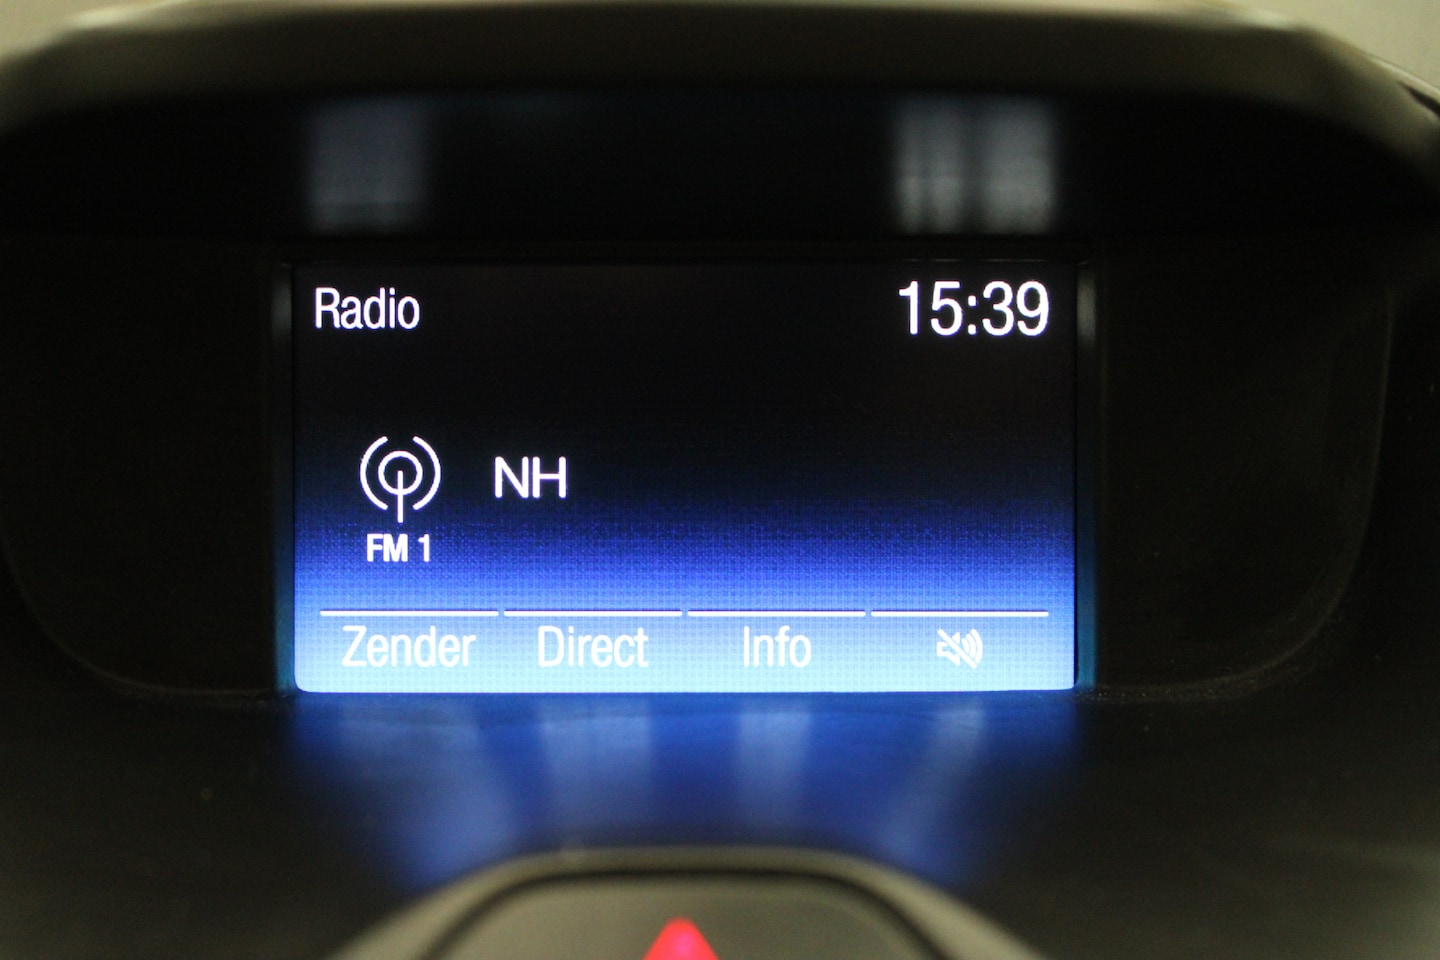 Radio 15:39
NH
FM 1
Zender Direct Info